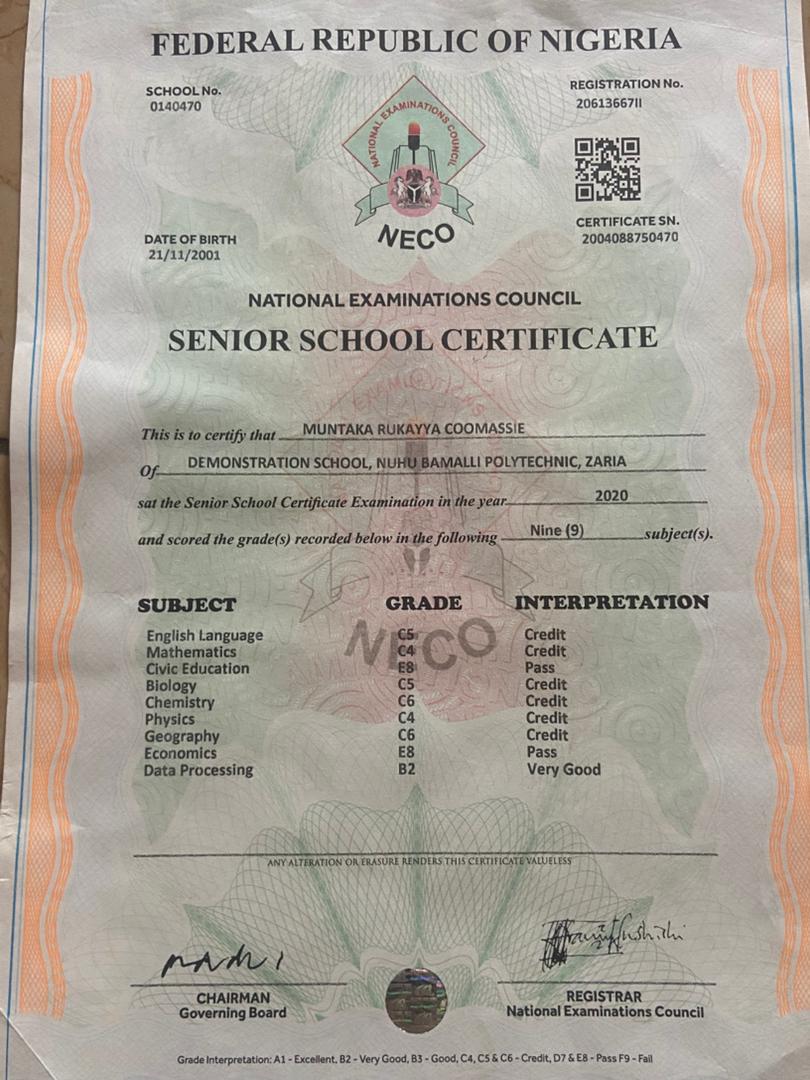 FEDERAL REPUBLIC OF NIGERIA
SCHOOL No.
0140470
REGISTRATION No.
20613667II
NATIONAL EXAMINATIONS COUNCIL
NECO
DATE OF BIRTH
21/11/2001
CERTIFICATE SN.
2004088750470
NATIONAL EXAMINATIONS COUNCIL
SENIOR SCHOOL CERTIFICATE
This is to certify that MUNTAKA RUKAYYA COOMASSIE
Of DEMONSTRATION SCHOOL, NUHU BAMALLI POLYTECHNIC, ZARIA
sat the Senior School Certificate Examination in the year 2020
and scored the grade(s) recorded below in the following Nine (9) subject(s).
SUBJECT GRADE INTERPRETATION
English Language C5 Credit
Mathematics C4 Credit
Civic Education E8 Pass
Biology C5 Credit
Chemistry C6 Credit
Physics C4 Credit
Geography C6 Credit
Economics E8 Pass
Data Processing B2 Very Good
NECO
ANY ALTERATION OR ERASURE RENDERS THIS CERTIFICATE VALUELESS
CHAIRMAN
Governing Board
REGISTRAR
National Examinations Council
Grade Interpretation: A1 - Excellent, B2 - Very Good, B3 - Good, C4, C5 & C6 - Credit, D7 & E8 - Pass F9 - Fail